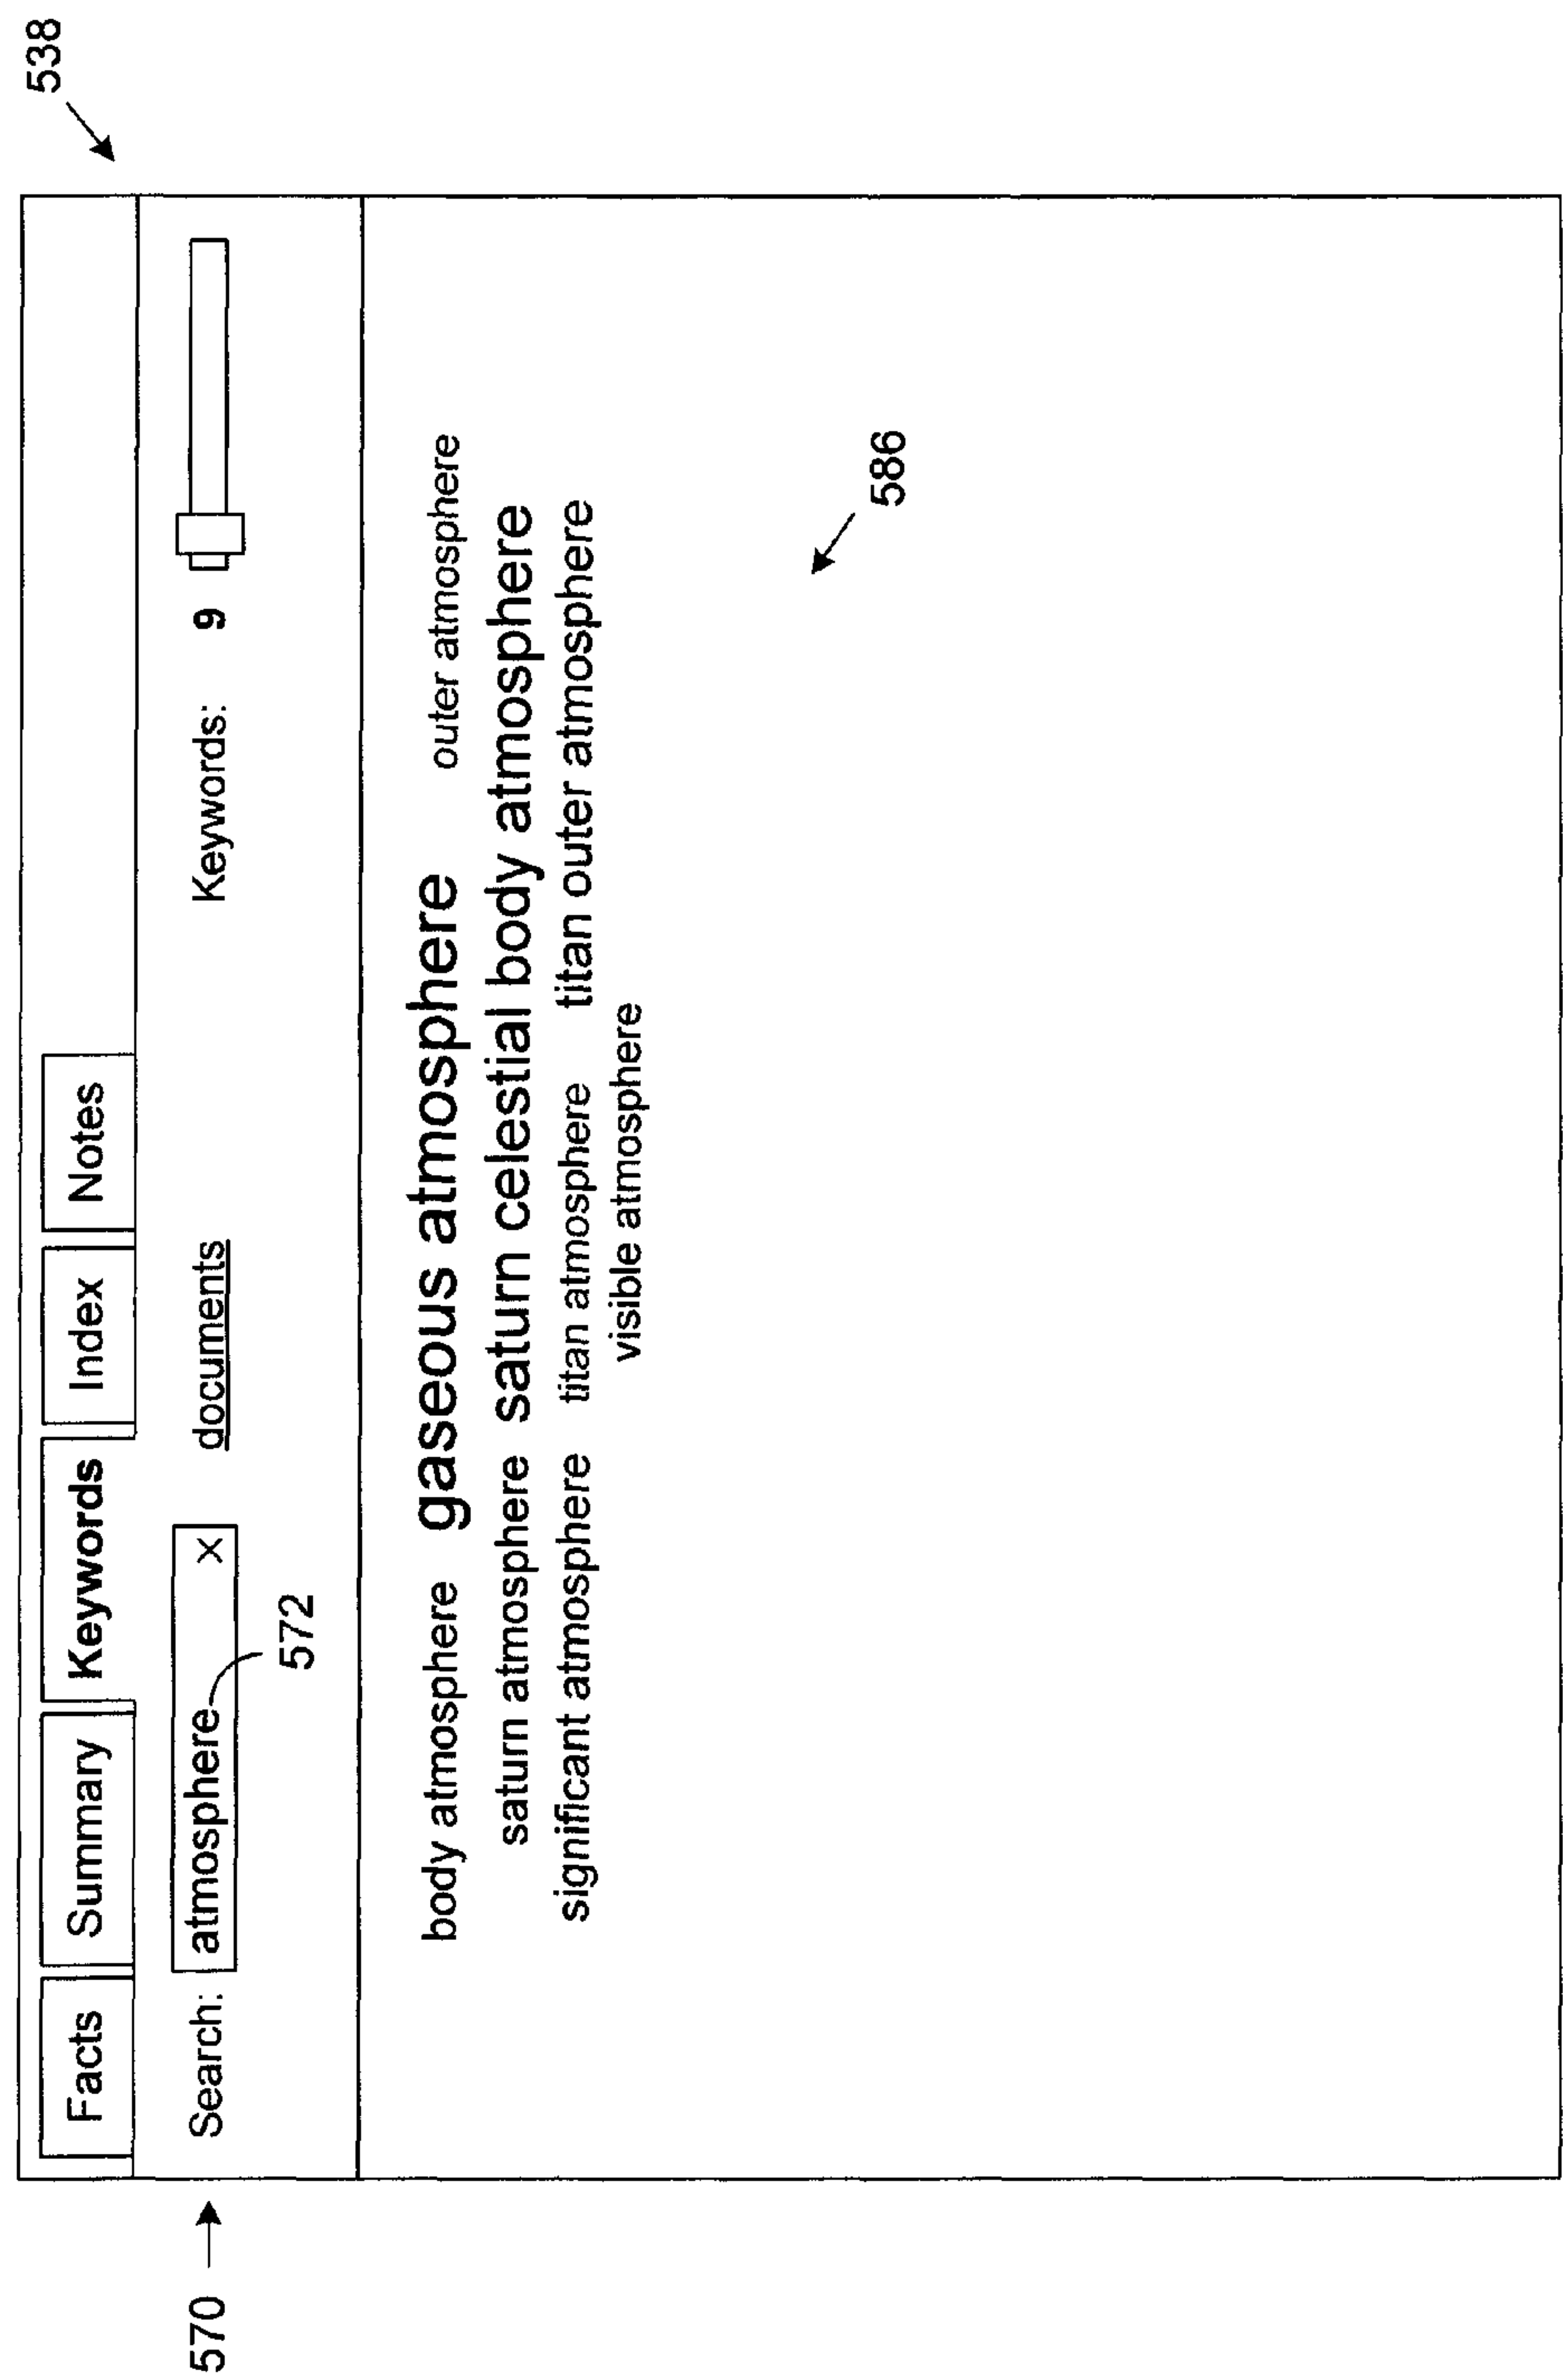 538
Facts Summary Keywords Index Notes
570 Search: atmosphere X documents Keywords: 9
572
body atmosphere gaseous atmosphere outer atmosphere
saturn atmosphere saturn celestial body atmosphere
significant atmosphere titan atmosphere titan outer atmosphere
visible atmosphere
586